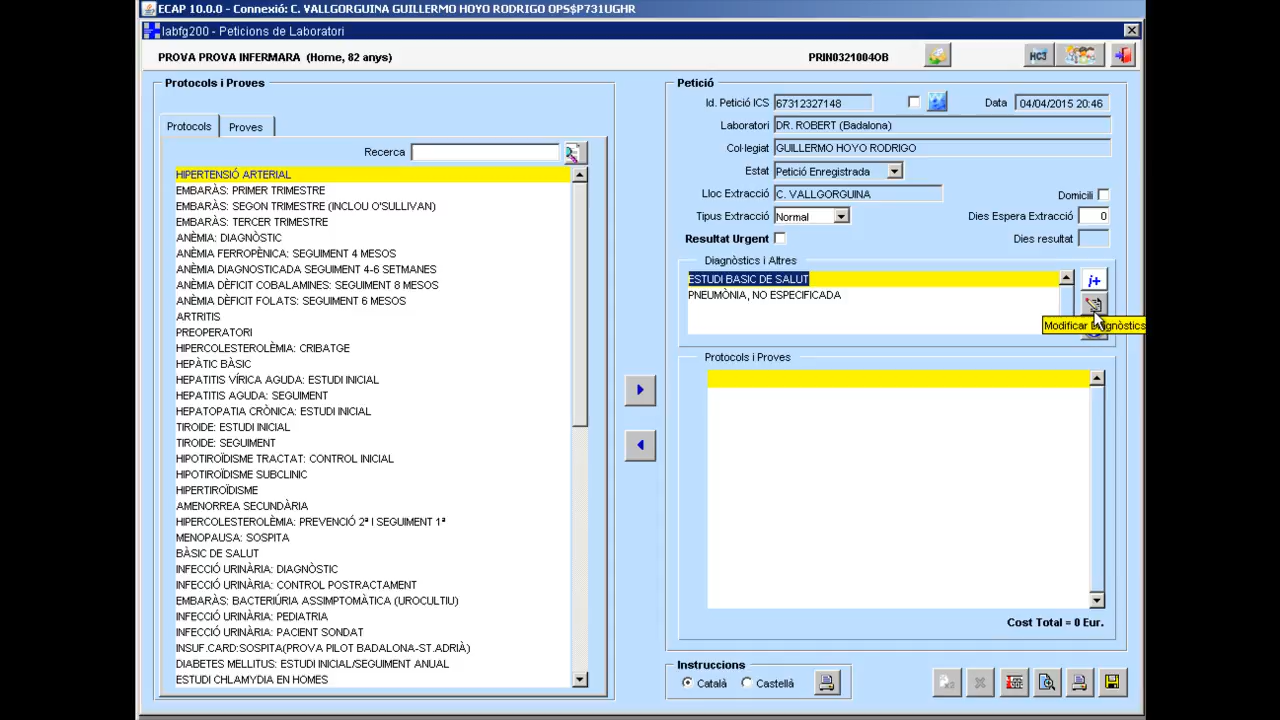 ECAP 10.0.0 - Connexió: C. VALLGORGUINA GUILLERMO HOYO RODRIGO OPS$P731UGHR
labfg200 - Peticions de Laboratori
PROVA PROVA INFERMARA (Home, 82 anys)
PRIN0321004OB
HC3
Protocols i Proves
Protocols
Proves
Recerca
HIPERTENSIÓ ARTERIAL
EMBARÀS: PRIMER TRIMESTRE
EMBARÀS: SEGON TRIMESTRE (INCLOU O'SULLIVAN)
EMBARÀS: TERCER TRIMESTRE
ANÈMIA: DIAGNÒSTIC
ANÈMIA FERROPÈNICA: SEGUIMENT 4 MESOS
ANÈMIA DIAGNOSTICADA SEGUIMENT 4-6 SETMANES
ANÈMIA DÈFICIT COBALAMINES: SEGUIMENT 8 MESOS
ANÈMIA DÈFICIT FOLATS: SEGUIMENT 6 MESOS
ARTRITIS
PREOPERATORI
HIPERCOLESTEROLÈMIA: CRIBATGE
HEPÀTIC BÀSIC
HEPATITIS VÍRICA AGUDA: ESTUDI INICIAL
HEPATITIS AGUDA: SEGUIMENT
HEPATOPATIA CRÒNICA: ESTUDI INICIAL
TIROIDE: ESTUDI INICIAL
TIROIDE: SEGUIMENT
HIPOTIROÏDISME TRACTAT: CONTROL INICIAL
HIPOTIROÏDISME SUBCLINIC
HIPERTIROÏDISME
AMENORREA SECUNDÀRIA
HIPERCOLESTEROLÈMIA: PREVENCIÓ 2ª I SEGUIMENT 1ª
MENOPAUSA: SOSPITA
BÀSIC DE SALUT
INFECCIÓ URINÀRIA: DIAGNÒSTIC
INFECCIÓ URINÀRIA: CONTROL POSTRACTAMENT
EMBARÀS: BACTERIÚRIA ASSIMPTOMÀTICA (UROCULTIU)
INFECCIÓ URINÀRIA: PEDIATRIA
INFECCIÓ URINÀRIA: PACIENT SONDAT
INSUF.CARD:SOSPITA(PROVA PILOT BADALONA-ST.ADRIÀ)
DIABETES MELLITUS: ESTUDI INICIAL/SEGUIMENT ANUAL
ESTUDI CHLAMYDIA EN HOMES
Petició
Id. Petició ICS 67312327148
Data 04/04/2015 20:46
Laboratori DR. ROBERT (Badalona)
Col·legiat GUILLERMO HOYO RODRIGO
Estat Petició Enregistrada
Lloc Extracció C. VALLGORGUINA
Domicili
Tipus Extracció Normal
Dies Espera Extracció 0
Resultat Urgent
Dies resultat
Diagnòstics i Altres
ESTUDI BASIC DE SALUT
PNEUMÒNIA, NO ESPECIFICADA
i+
Protocols i Proves
Cost Total = 0 Eur.
Instruccions
Català
Castellà